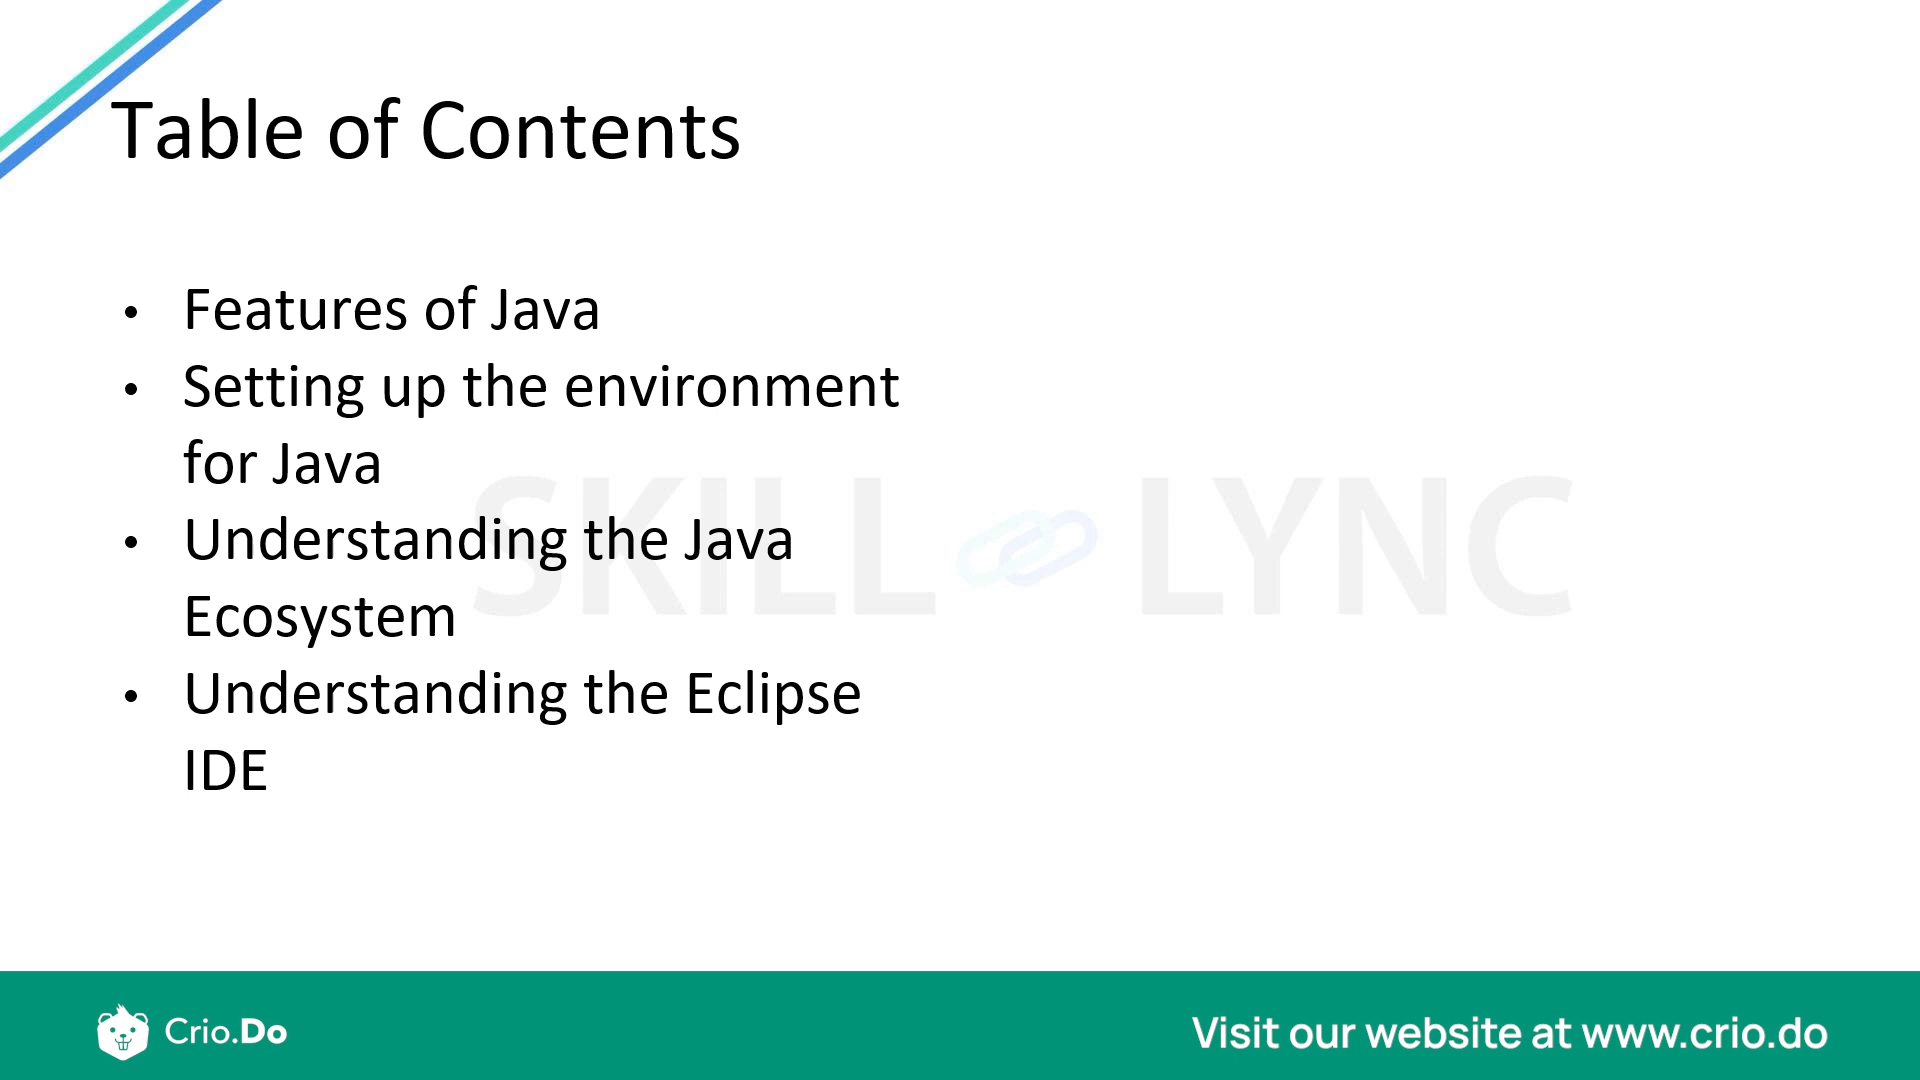 Table of Contents
• Features of Java
• Setting up the environment
for Java
• Understanding the Java
Ecosystem
• Understanding the Eclipse
IDE
SKILL LYNC
Crio.Do
Visit our website at www.crio.do